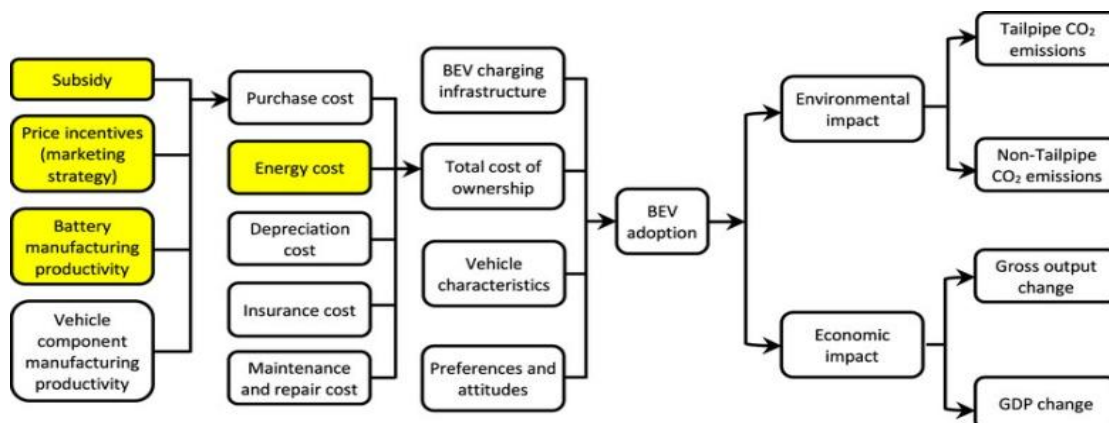 Subsidy
Price incentives
(marketing
strategy)
Battery
manufacturing
productivity
Vehicle
component
manufacturing
productivity
Purchase cost
Energy cost
Depreciation
cost
Insurance cost
Maintenance
and repair cost
BEV charging
infrastructure
Total cost of
ownership
Vehicle
characteristics
Preferences and
attitudes
BEV
adoption
Environmental
impact
Economic
impact
Tailpipe CO₂
emissions
Non-Tailpipe
CO₂ emissions
Gross output
change
GDP change